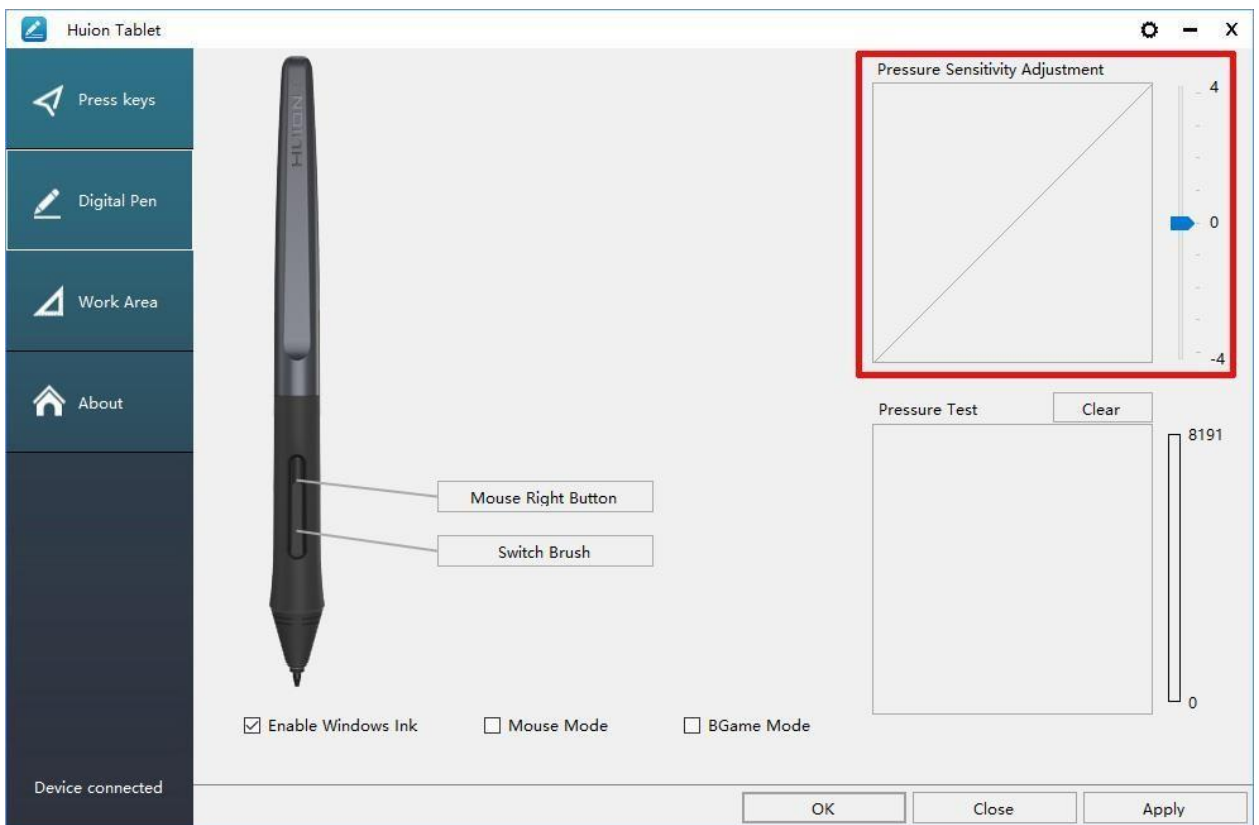 Huion Tablet
X
Press keys
Digital Pen
Work Area
About
Device connected
HUION
Mouse Right Button
Switch Brush
Enable Windows Ink
Mouse Mode
BGame Mode
Pressure Sensitivity Adjustment
4
0
-4
Pressure Test
Clear
8191
0
OK
Close
Apply